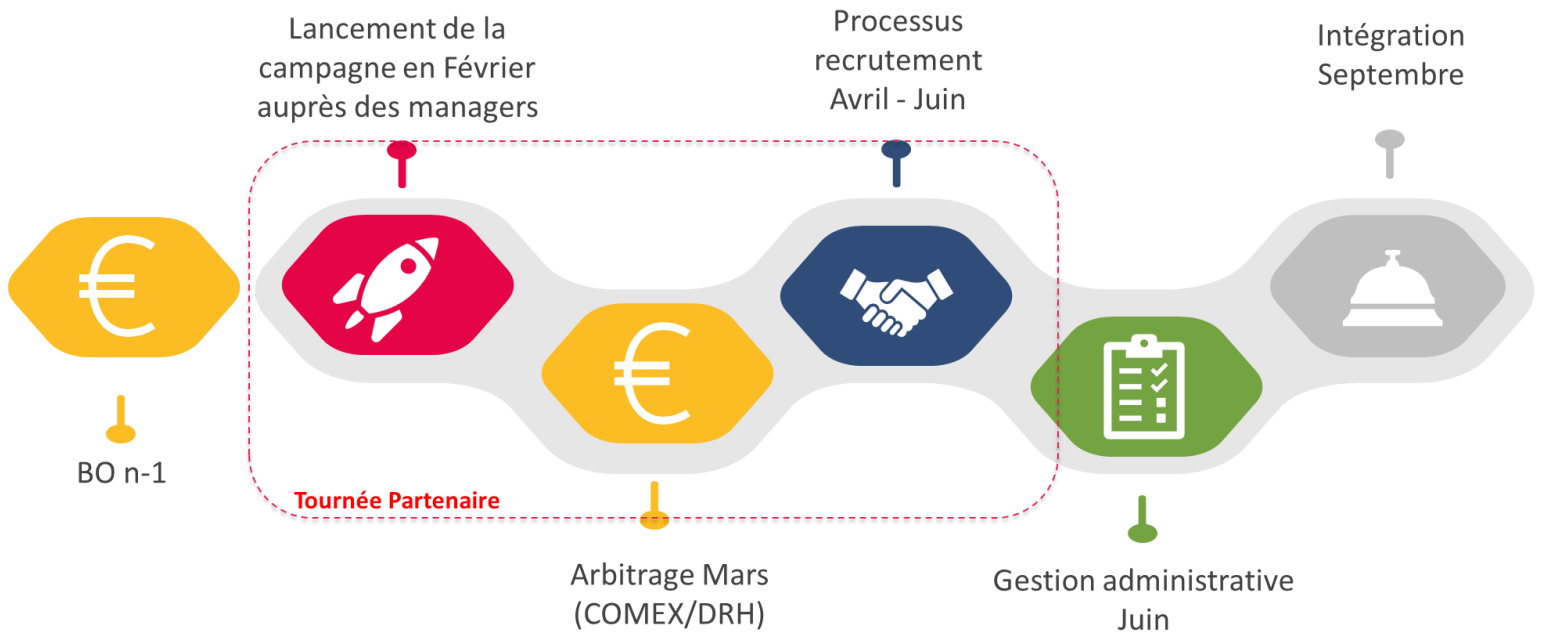 Lancement de la
campagne en Février
auprès des managers
Processus
recrutement
Avril - Juin
Intégration
Septembre
€
€
BO n-1
Tournée Partenaire
Arbitrage Mars
(COMEX/DRH)
Gestion administrative
Juin